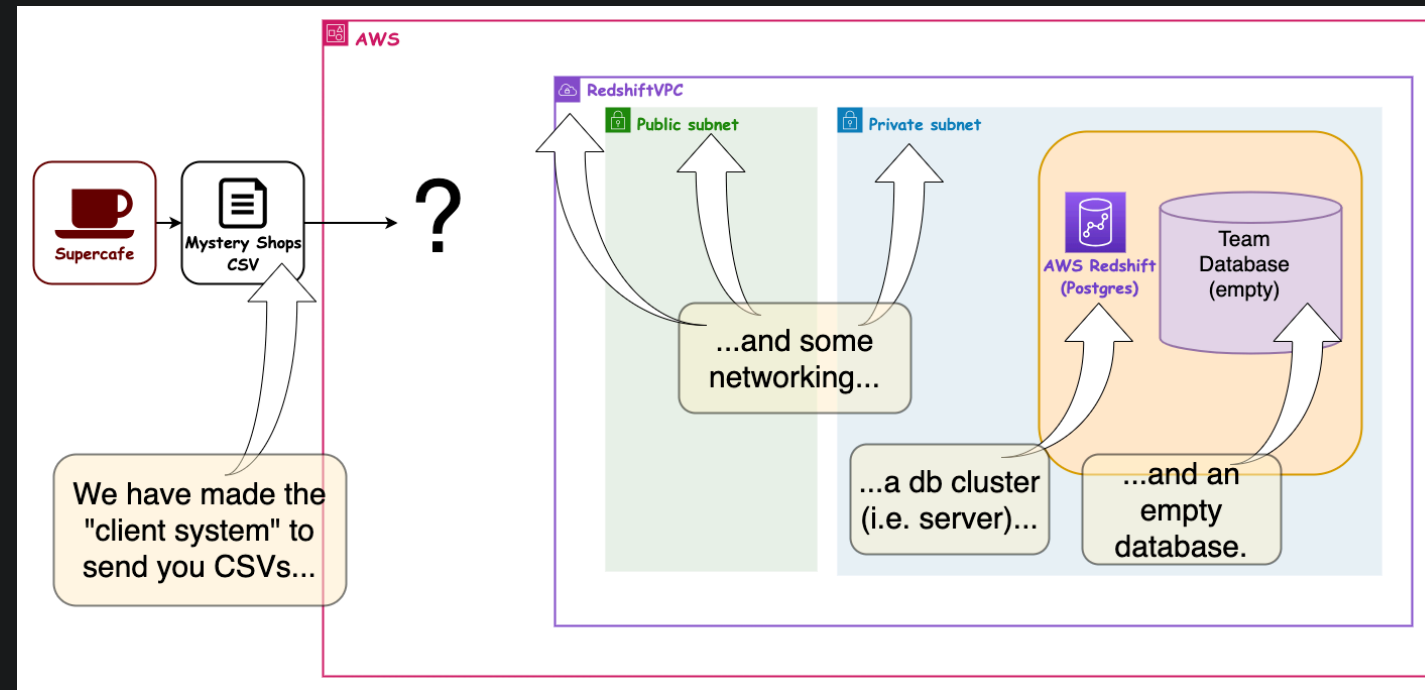 AWS
RedshiftVPC
Public subnet
Private subnet
Supercafe
Mystery Shops
CSV
?
AWS Redshift
(Postgres)
Team
Database
(empty)
...and some
networking...
We have made the
"client system" to
send you CSVs...
...a db cluster
(i.e. server)...
...and an
empty
database.